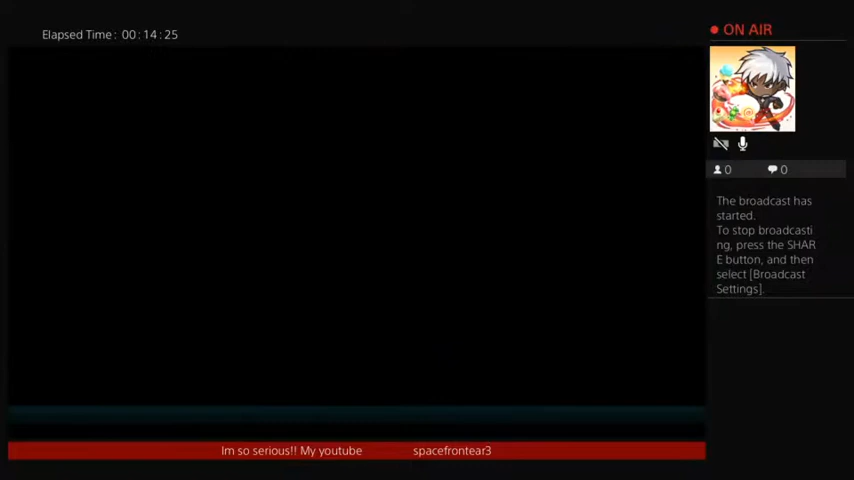 Elapsed Time : 00 : 14 : 25
ON AIR
0 0
The broadcast has
started.
To stop broadcasti
ng, press the SHAR
E button, and then
select [Broadcast
Settings].
Im so serious!! My youtube spacefrontear3